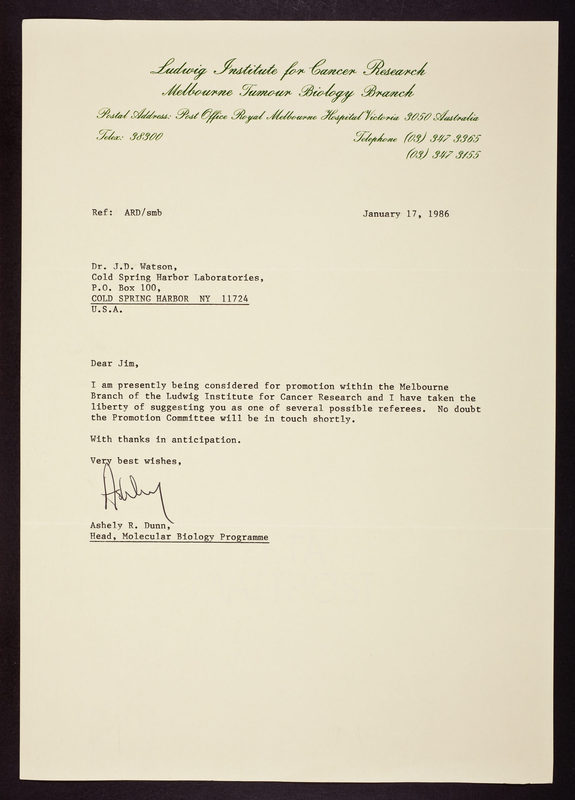 Ludwig Institute for Cancer Research
Melbourne Tumour Biology Branch
Postal Address: Post Office Royal Melbourne Hospital Victoria 3050 Australia
Telex: 38300 Telephone (03) 347 3365
(03) 347 3155
Ref: ARD/smb January 17, 1986
Dr. J.D. Watson,
Cold Spring Harbor Laboratories,
P.O. Box 100,
COLD SPRING HARBOR NY 11724
U.S.A.
Dear Jim,
I am presently being considered for promotion within the Melbourne
Branch of the Ludwig Institute for Cancer Research and I have taken the
liberty of suggesting you as one of several possible referees. No doubt
the Promotion Committee will be in touch shortly.
With thanks in anticipation.
Very best wishes,
Ashley
Ashely R. Dunn,
Head, Molecular Biology Programme